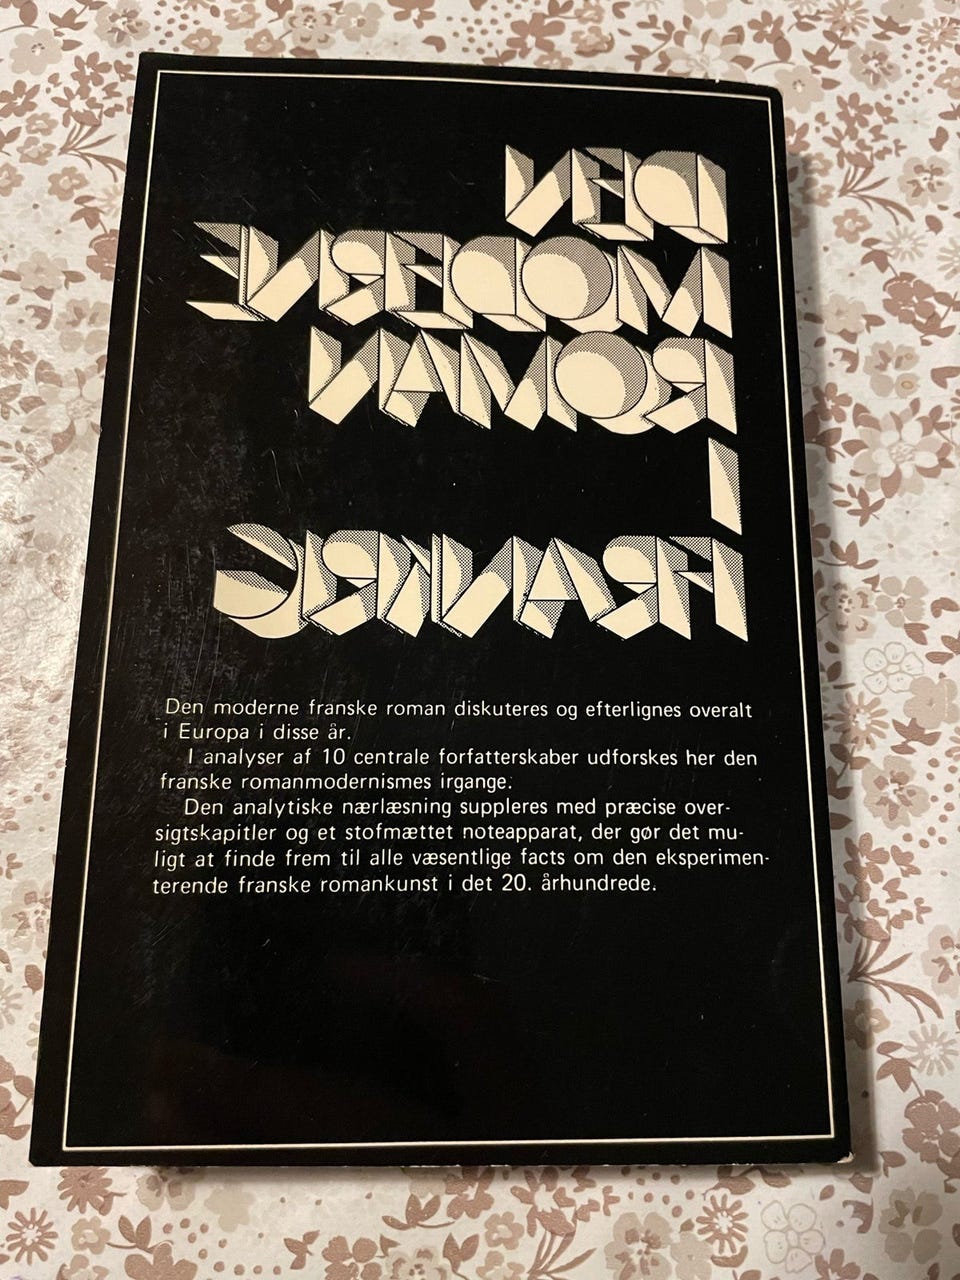 DEN
MODERNE
ROMAN
I
FRANKRIG
Den moderne franske roman diskuteres og efterlignes overalt
i Europa i disse år.
I analyser af 10 centrale forfatterskaber udforskes her den
franske romanmodernismes irgange.
Den analytiske nærlæsning suppleres med præcise over-
sigtskapitler og et stofmættet noteapparat, der gør det mu-
ligt at finde frem til alle væsentlige facts om den eksperimen-
terende franske romankunst i det 20. århundrede.